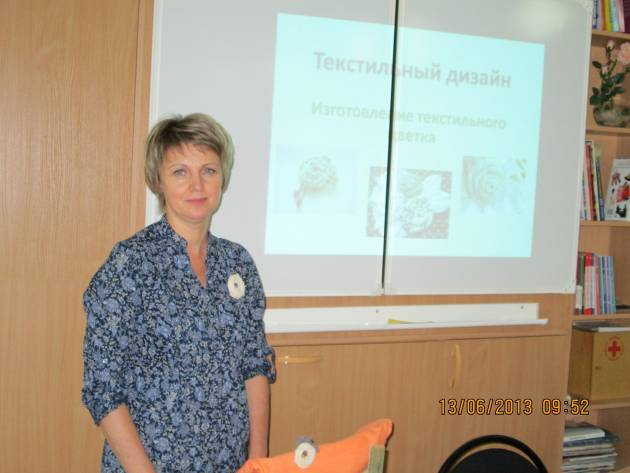 Текстильный дизайн
Изготовление текстильного
цветка
13/06/2013 09:52